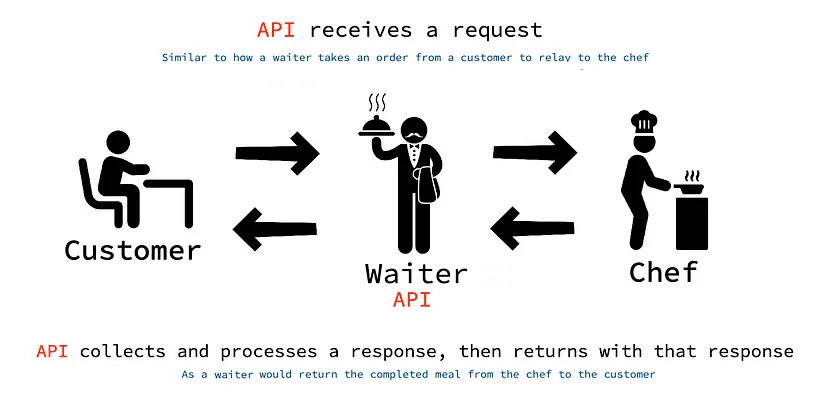 API receives a request
Similar to how a waiter takes an order from a customer to relay to the chef
Customer
Waiter
API
Chef
API collects and processes a response, then returns with that response
As a waiter would return the completed meal from the chef to the customer